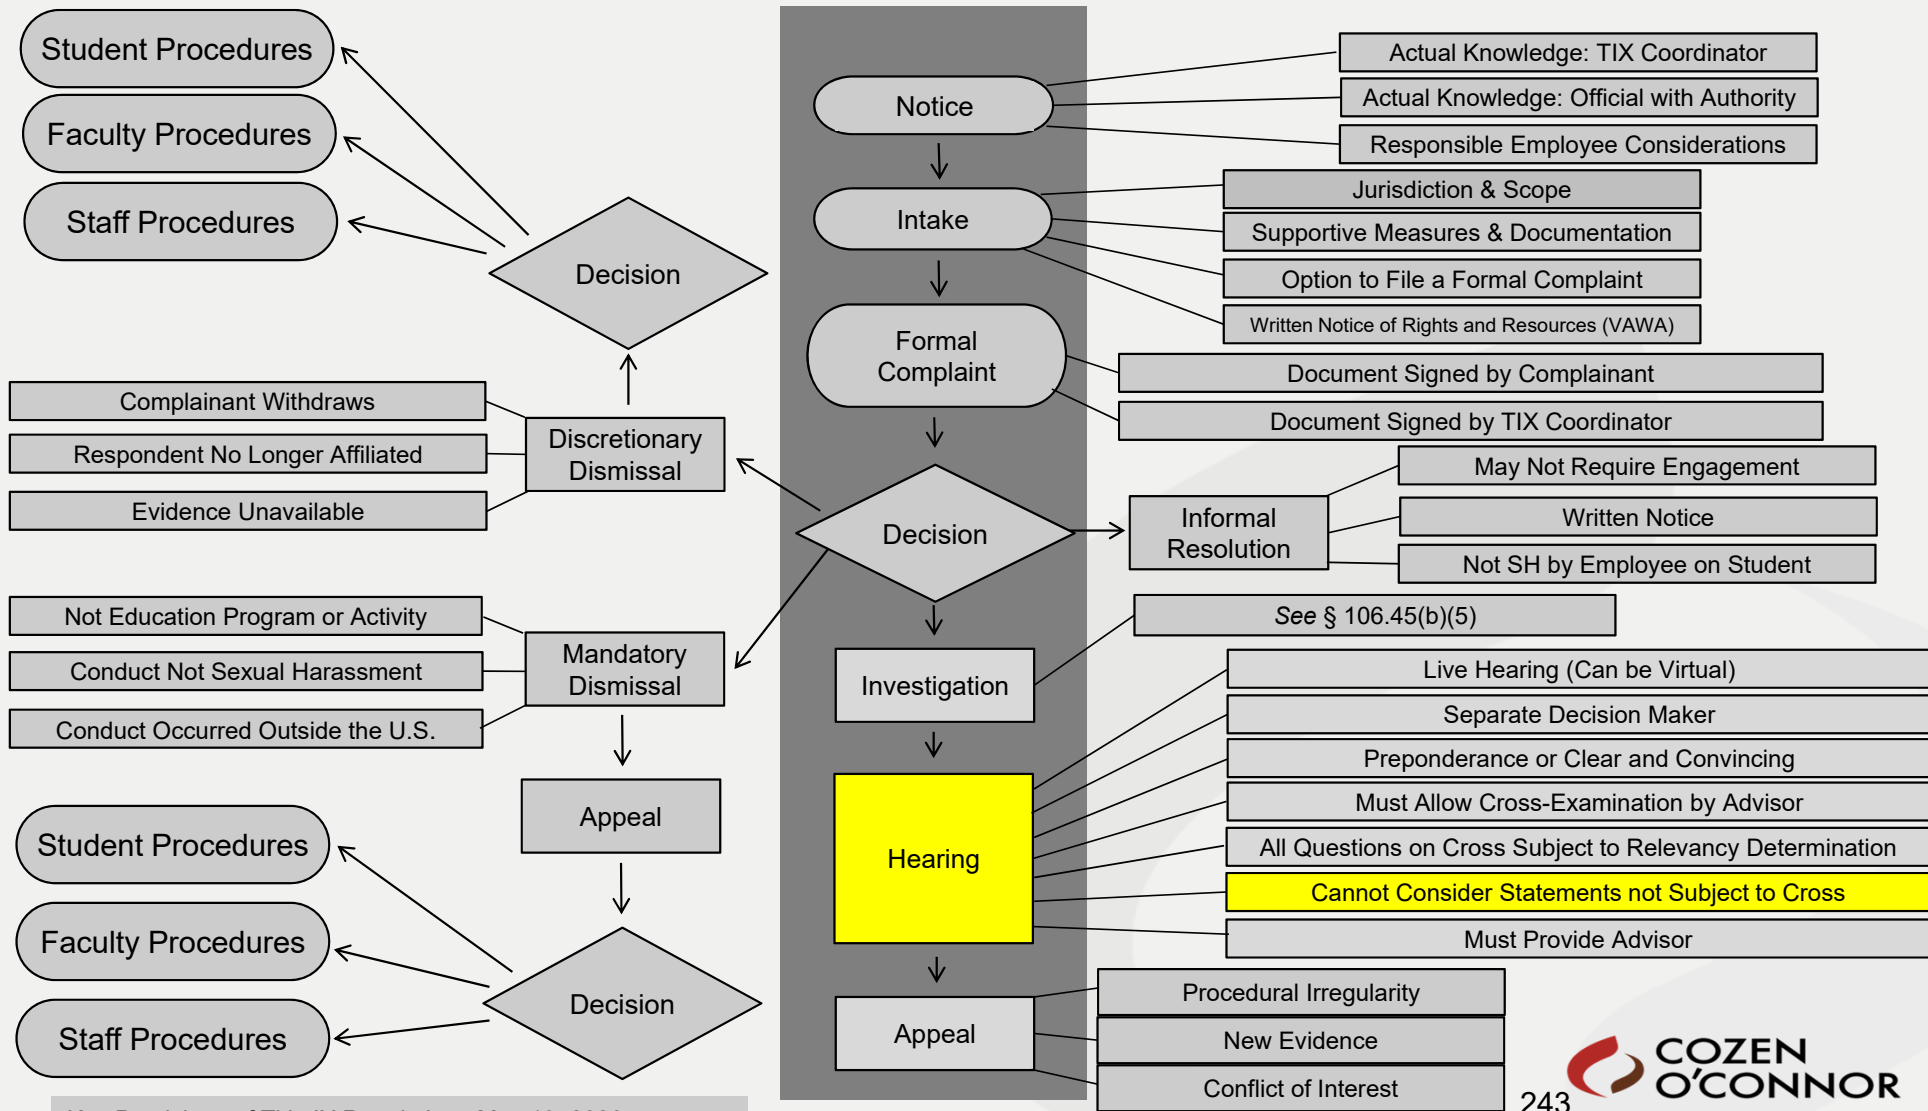 Student Procedures
Faculty Procedures
Staff Procedures
Decision
Complainant Withdraws
Respondent No Longer Affiliated
Evidence Unavailable
Discretionary
Dismissal
Not Education Program or Activity
Conduct Not Sexual Harassment
Conduct Occurred Outside the U.S.
Mandatory
Dismissal
Appeal
Student Procedures
Faculty Procedures
Staff Procedures
Decision
Notice
Intake
Formal
Complaint
Decision
Investigation
Hearing
Appeal
Actual Knowledge: TIX Coordinator
Actual Knowledge: Official with Authority
Responsible Employee Considerations
Jurisdiction & Scope
Supportive Measures & Documentation
Option to File a Formal Complaint
Written Notice of Rights and Resources (VAWA)
Document Signed by Complainant
Document Signed by TIX Coordinator
Informal
Resolution
May Not Require Engagement
Written Notice
Not SH by Employee on Student
See § 106.45(b)(5)
Live Hearing (Can be Virtual)
Separate Decision Maker
Preponderance or Clear and Convincing
Must Allow Cross-Examination by Advisor
All Questions on Cross Subject to Relevancy Determination
Cannot Consider Statements not Subject to Cross
Must Provide Advisor
Procedural Irregularity
New Evidence
Conflict of Interest
COZEN
O'CONNOR
243